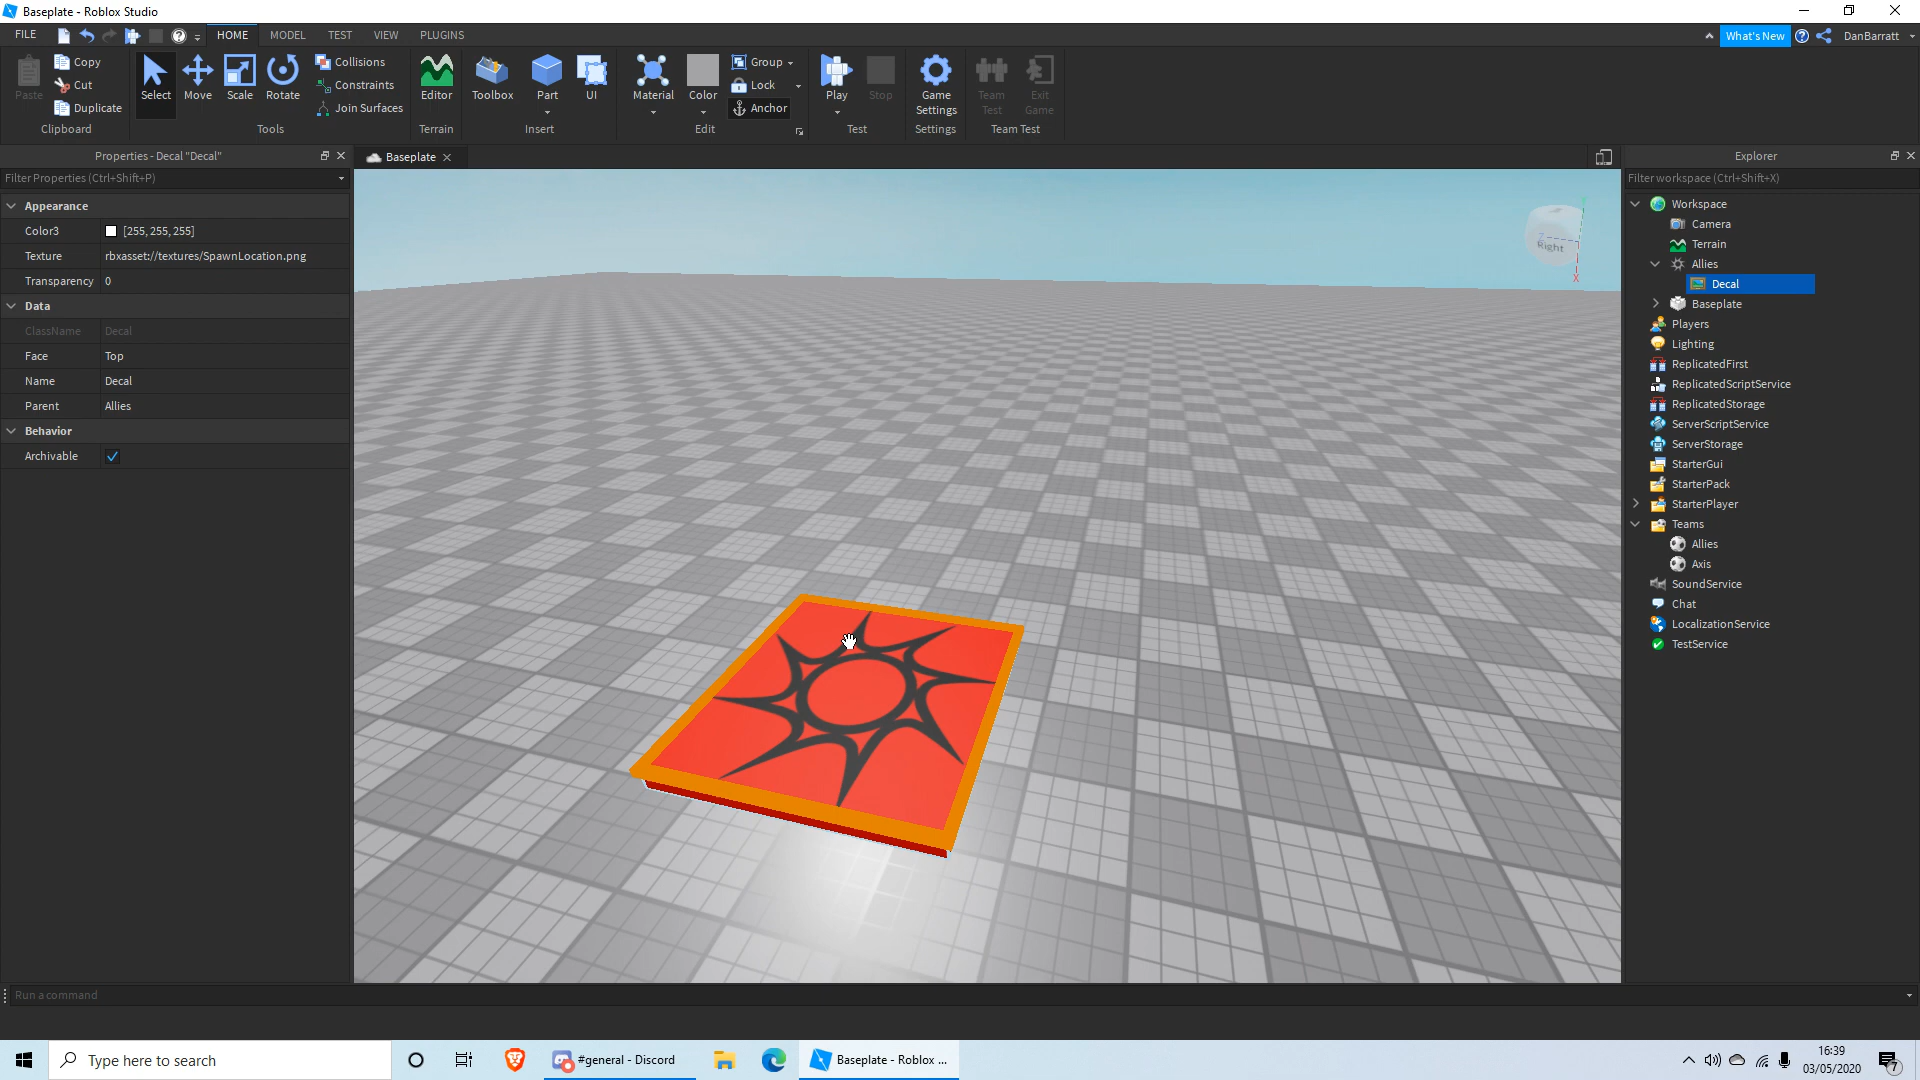 Baseplate - Roblox Studio
FILE
HOME
MODEL
TEST
VIEW
PLUGINS
What's New
DanBarratt
Paste
Copy
Cut
Duplicate
Clipboard
Select
Move
Scale
Rotate
Collisions
Constraints
Join Surfaces
Tools
Editor
Terrain
Toolbox
Part
UI
Insert
Material
Color
Group
Lock
Anchor
Edit
Play
Stop
Test
Game
Settings
Settings
Team
Test
Exit
Game
Team Test
Properties - Decal "Decal"
Filter Properties (Ctrl+Shift+P)
Appearance
Color3 [255, 255, 255]
Texture rbxasset://textures/SpawnLocation.png
Transparency 0
Data
ClassName Decal
Face Top
Name Decal
Parent Allies
Behavior
Archivable
Baseplate
Z
Right
X
Explorer
Filter workspace (Ctrl+Shift+X)
Workspace
Camera
Terrain
Allies
Decal
Baseplate
Players
Lighting
ReplicatedFirst
ReplicatedScriptService
ReplicatedStorage
ServerScriptService
ServerStorage
StarterGui
StarterPack
StarterPlayer
Teams
Allies
Axis
SoundService
Chat
LocalizationService
TestService
Run a command
Type here to search
#general - Discord
Baseplate - Roblox ...
16:39
03/05/2020
7